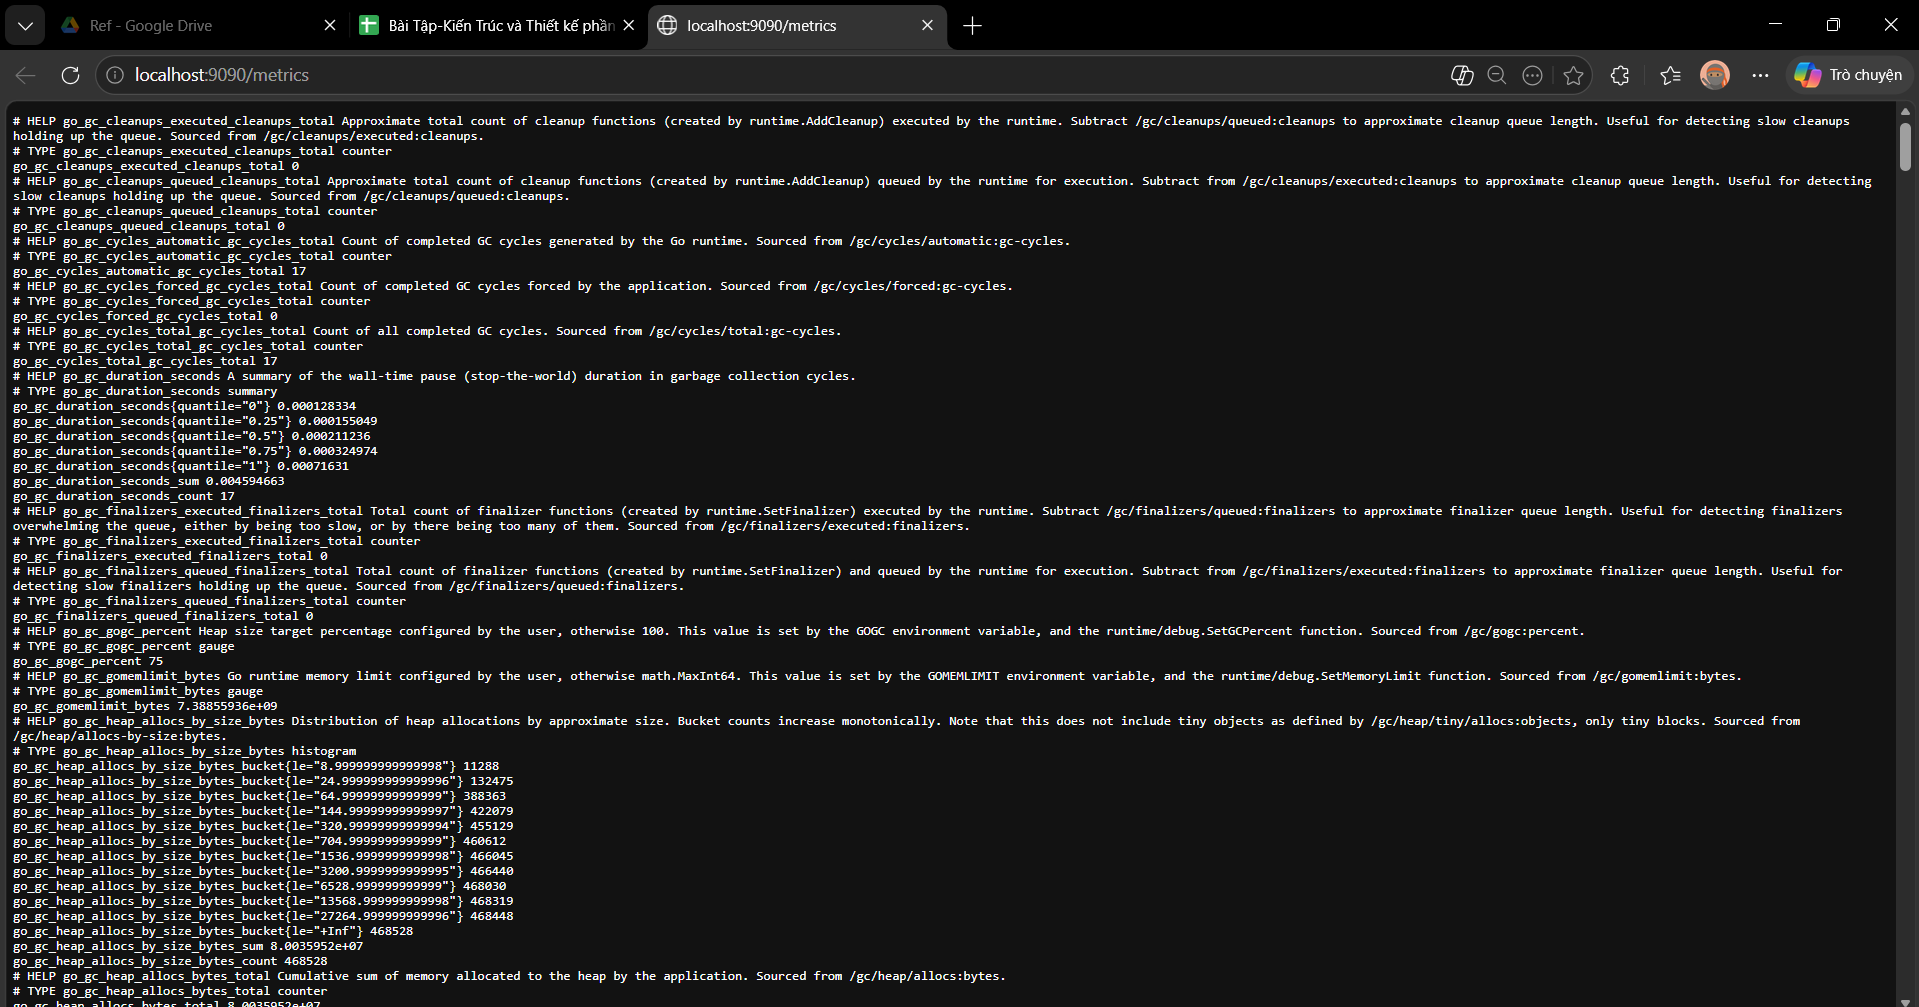 Ref - Google Drive
Bài Tập-Kiến Trúc và Thiết kế phần
localhost:9090/metrics
localhost:9090/metrics
Trò chuyện
# HELP go_gc_cleanups_executed_cleanups_total Approximate total count of cleanup functions (created by runtime.AddCleanup) executed by the runtime. Subtract /gc/cleanups/queued:cleanups to approximate cleanup queue length. Useful for detecting slow cleanups
holding up the queue. Sourced from /gc/cleanups/executed:cleanups.
# TYPE go_gc_cleanups_executed_cleanups_total counter
go_gc_cleanups_executed_cleanups_total 0
# HELP go_gc_cleanups_queued_cleanups_total Approximate total count of cleanup functions (created by runtime.AddCleanup) queued by the runtime for execution. Subtract from /gc/cleanups/executed:cleanups to approximate cleanup queue length. Useful for detecting
slow cleanups holding up the queue. Sourced from /gc/cleanups/queued:cleanups.
# TYPE go_gc_cleanups_queued_cleanups_total counter
go_gc_cleanups_queued_cleanups_total 0
# HELP go_gc_cycles_automatic_gc_cycles_total Count of completed GC cycles generated by the Go runtime. Sourced from /gc/cycles/automatic:gc-cycles.
# TYPE go_gc_cycles_automatic_gc_cycles_total counter
go_gc_cycles_automatic_gc_cycles_total 17
# HELP go_gc_cycles_forced_gc_cycles_total Count of completed GC cycles forced by the application. Sourced from /gc/cycles/forced:gc-cycles.
# TYPE go_gc_cycles_forced_gc_cycles_total counter
go_gc_cycles_forced_gc_cycles_total 0
# HELP go_gc_cycles_total_gc_cycles_total Count of all completed GC cycles. Sourced from /gc/cycles/total:gc-cycles.
# TYPE go_gc_cycles_total_gc_cycles_total counter
go_gc_cycles_total_gc_cycles_total 17
# HELP go_gc_duration_seconds A summary of the wall-time pause (stop-the-world) duration in garbage collection cycles.
# TYPE go_gc_duration_seconds summary
go_gc_duration_seconds{quantile="0"} 0.000128334
go_gc_duration_seconds{quantile="0.25"} 0.000155049
go_gc_duration_seconds{quantile="0.5"} 0.000211236
go_gc_duration_seconds{quantile="0.75"} 0.000324974
go_gc_duration_seconds{quantile="1"} 0.00071631
go_gc_duration_seconds_sum 0.004594663
go_gc_duration_seconds_count 17
# HELP go_gc_finalizers_executed_finalizers_total Total count of finalizer functions (created by runtime.SetFinalizer) executed by the runtime. Subtract /gc/finalizers/queued:finalizers to approximate finalizer queue length. Useful for detecting finalizers
overwhelming the queue, either by being too slow, or by there being too many of them. Sourced from /gc/finalizers/executed:finalizers.
# TYPE go_gc_finalizers_executed_finalizers_total counter
go_gc_finalizers_executed_finalizers_total 0
# HELP go_gc_finalizers_queued_finalizers_total Total count of finalizer functions (created by runtime.SetFinalizer) and queued by the runtime for execution. Subtract from /gc/finalizers/executed:finalizers to approximate finalizer queue length. Useful for
detecting slow finalizers holding up the queue. Sourced from /gc/finalizers/queued:finalizers.
# TYPE go_gc_finalizers_queued_finalizers_total counter
go_gc_finalizers_queued_finalizers_total 0
# HELP go_gc_gogc_percent Heap size target percentage configured by the user, otherwise 100. This value is set by the GOGC environment variable, and the runtime/debug.SetGCPercent function. Sourced from /gc/gogc:percent.
# TYPE go_gc_gogc_percent gauge
go_gc_gogc_percent 75
# HELP go_gc_gomemlimit_bytes Go runtime memory limit configured by the user, otherwise math.MaxInt64. This value is set by the GOMEMLIMIT environment variable, and the runtime/debug.SetMemoryLimit function. Sourced from /gc/gomemlimit:bytes.
# TYPE go_gc_gomemlimit_bytes gauge
go_gc_gomemlimit_bytes 7.38855936e+09
# HELP go_gc_heap_allocs_by_size_bytes Distribution of heap allocations by approximate size. Bucket counts increase monotonically. Note that this does not include tiny objects as defined by /gc/heap/tiny/allocs:objects, only tiny blocks. Sourced from
/gc/heap/allocs-by-size:bytes.
# TYPE go_gc_heap_allocs_by_size_bytes histogram
go_gc_heap_allocs_by_size_bytes_bucket{le="8.999999999999998"} 11288
go_gc_heap_allocs_by_size_bytes_bucket{le="24.999999999999996"} 132475
go_gc_heap_allocs_by_size_bytes_bucket{le="64.99999999999999"} 388363
go_gc_heap_allocs_by_size_bytes_bucket{le="144.99999999999997"} 422079
go_gc_heap_allocs_by_size_bytes_bucket{le="320.99999999999994"} 455129
go_gc_heap_allocs_by_size_bytes_bucket{le="704.9999999999999"} 460612
go_gc_heap_allocs_by_size_bytes_bucket{le="1536.9999999999998"} 466045
go_gc_heap_allocs_by_size_bytes_bucket{le="3200.9999999999995"} 466440
go_gc_heap_allocs_by_size_bytes_bucket{le="6528.999999999999"} 468030
go_gc_heap_allocs_by_size_bytes_bucket{le="13568.999999999998"} 468319
go_gc_heap_allocs_by_size_bytes_bucket{le="27264.999999999996"} 468448
go_gc_heap_allocs_by_size_bytes_bucket{le="+Inf"} 468528
go_gc_heap_allocs_by_size_bytes_sum 8.0035952e+07
go_gc_heap_allocs_by_size_bytes_count 468528
# HELP go_gc_heap_allocs_bytes_total Cumulative sum of memory allocated to the heap by the application. Sourced from /gc/heap/allocs:bytes.
# TYPE go_gc_heap_allocs_bytes_total counter
go_gc_heap_allocs_bytes_total 8.0035952e+07